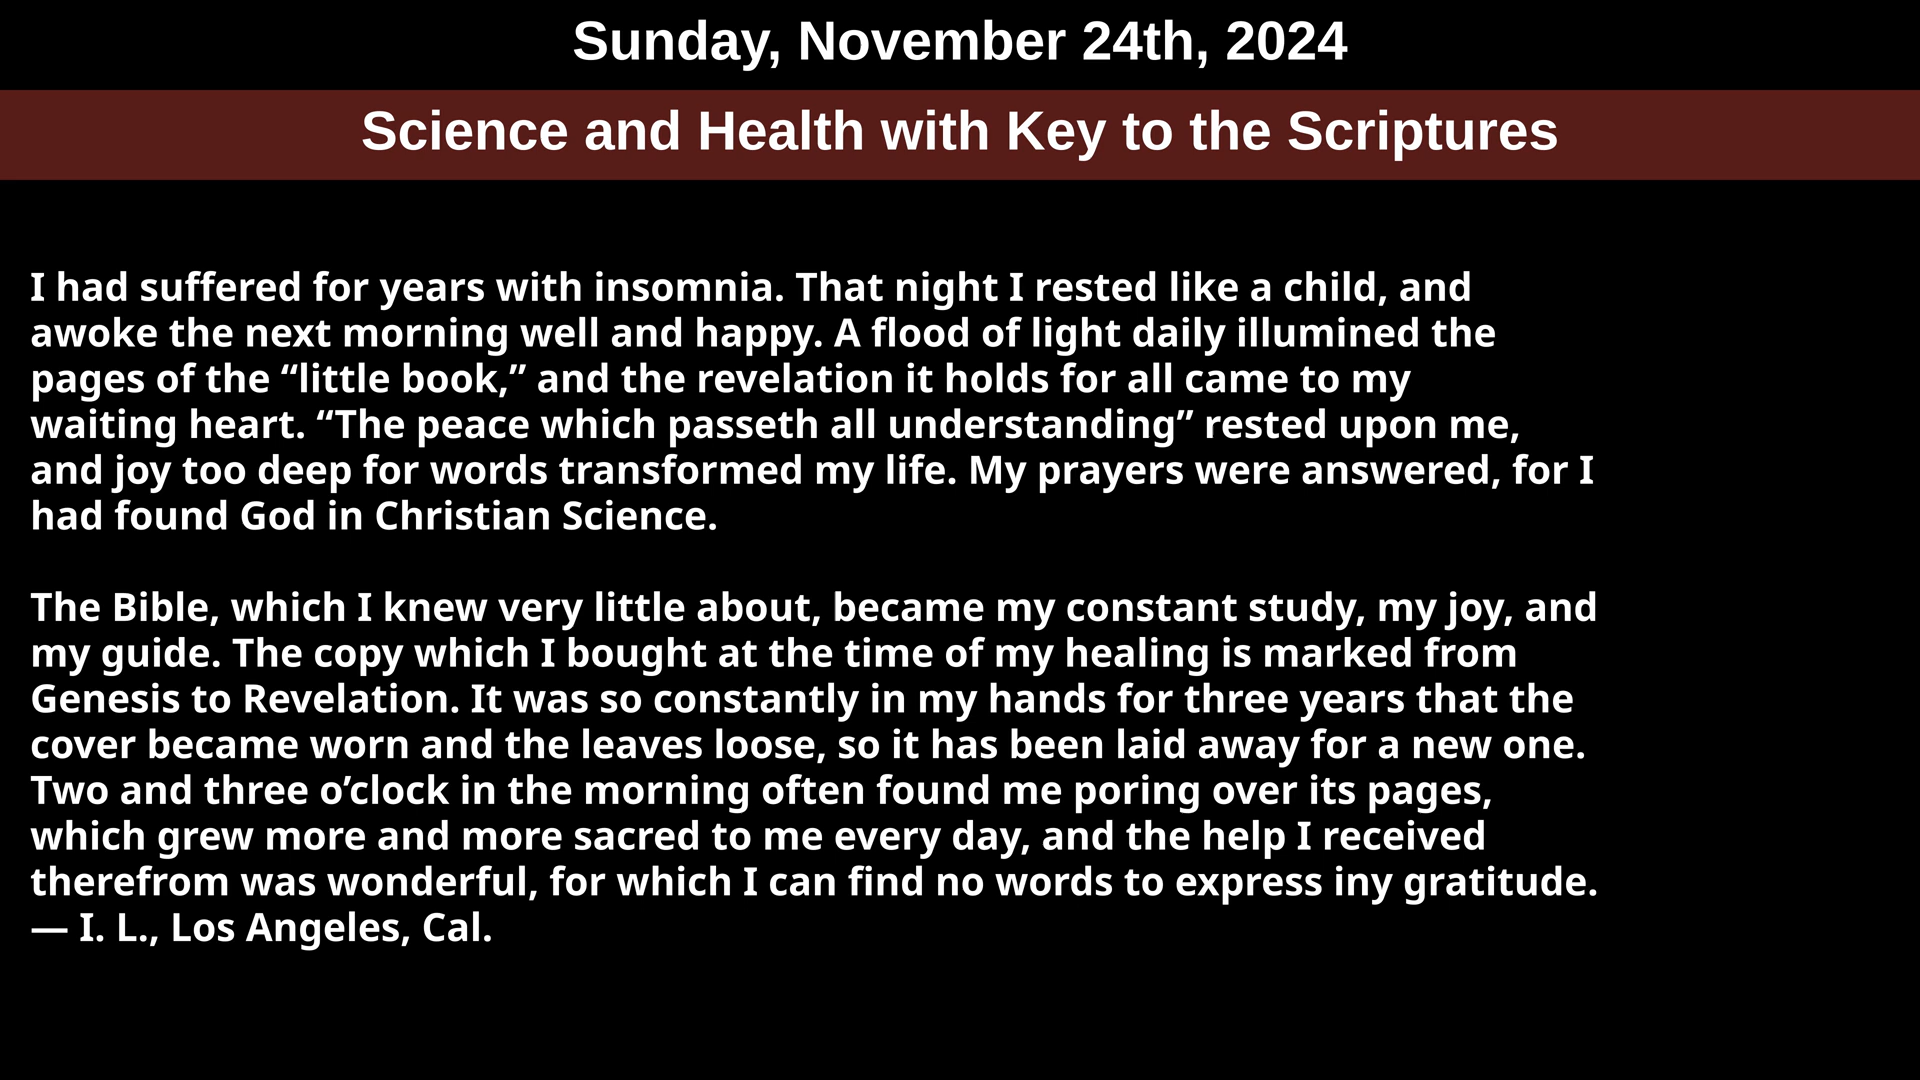 Sunday, November 24th, 2024
Science and Health with Key to the Scriptures
I had suffered for years with insomnia. That night I rested like a child, and
awoke the next morning well and happy. A flood of light daily illumined the
pages of the “little book,” and the revelation it holds for all came to my
waiting heart. “The peace which passeth all understanding” rested upon me,
and joy too deep for words transformed my life. My prayers were answered, for I
had found God in Christian Science.
The Bible, which I knew very little about, became my constant study, my joy, and
my guide. The copy which I bought at the time of my healing is marked from
Genesis to Revelation. It was so constantly in my hands for three years that the
cover became worn and the leaves loose, so it has been laid away for a new one.
Two and three o’clock in the morning often found me poring over its pages,
which grew more and more sacred to me every day, and the help I received
therefrom was wonderful, for which I can find no words to express iny gratitude.
— I. L., Los Angeles, Cal.